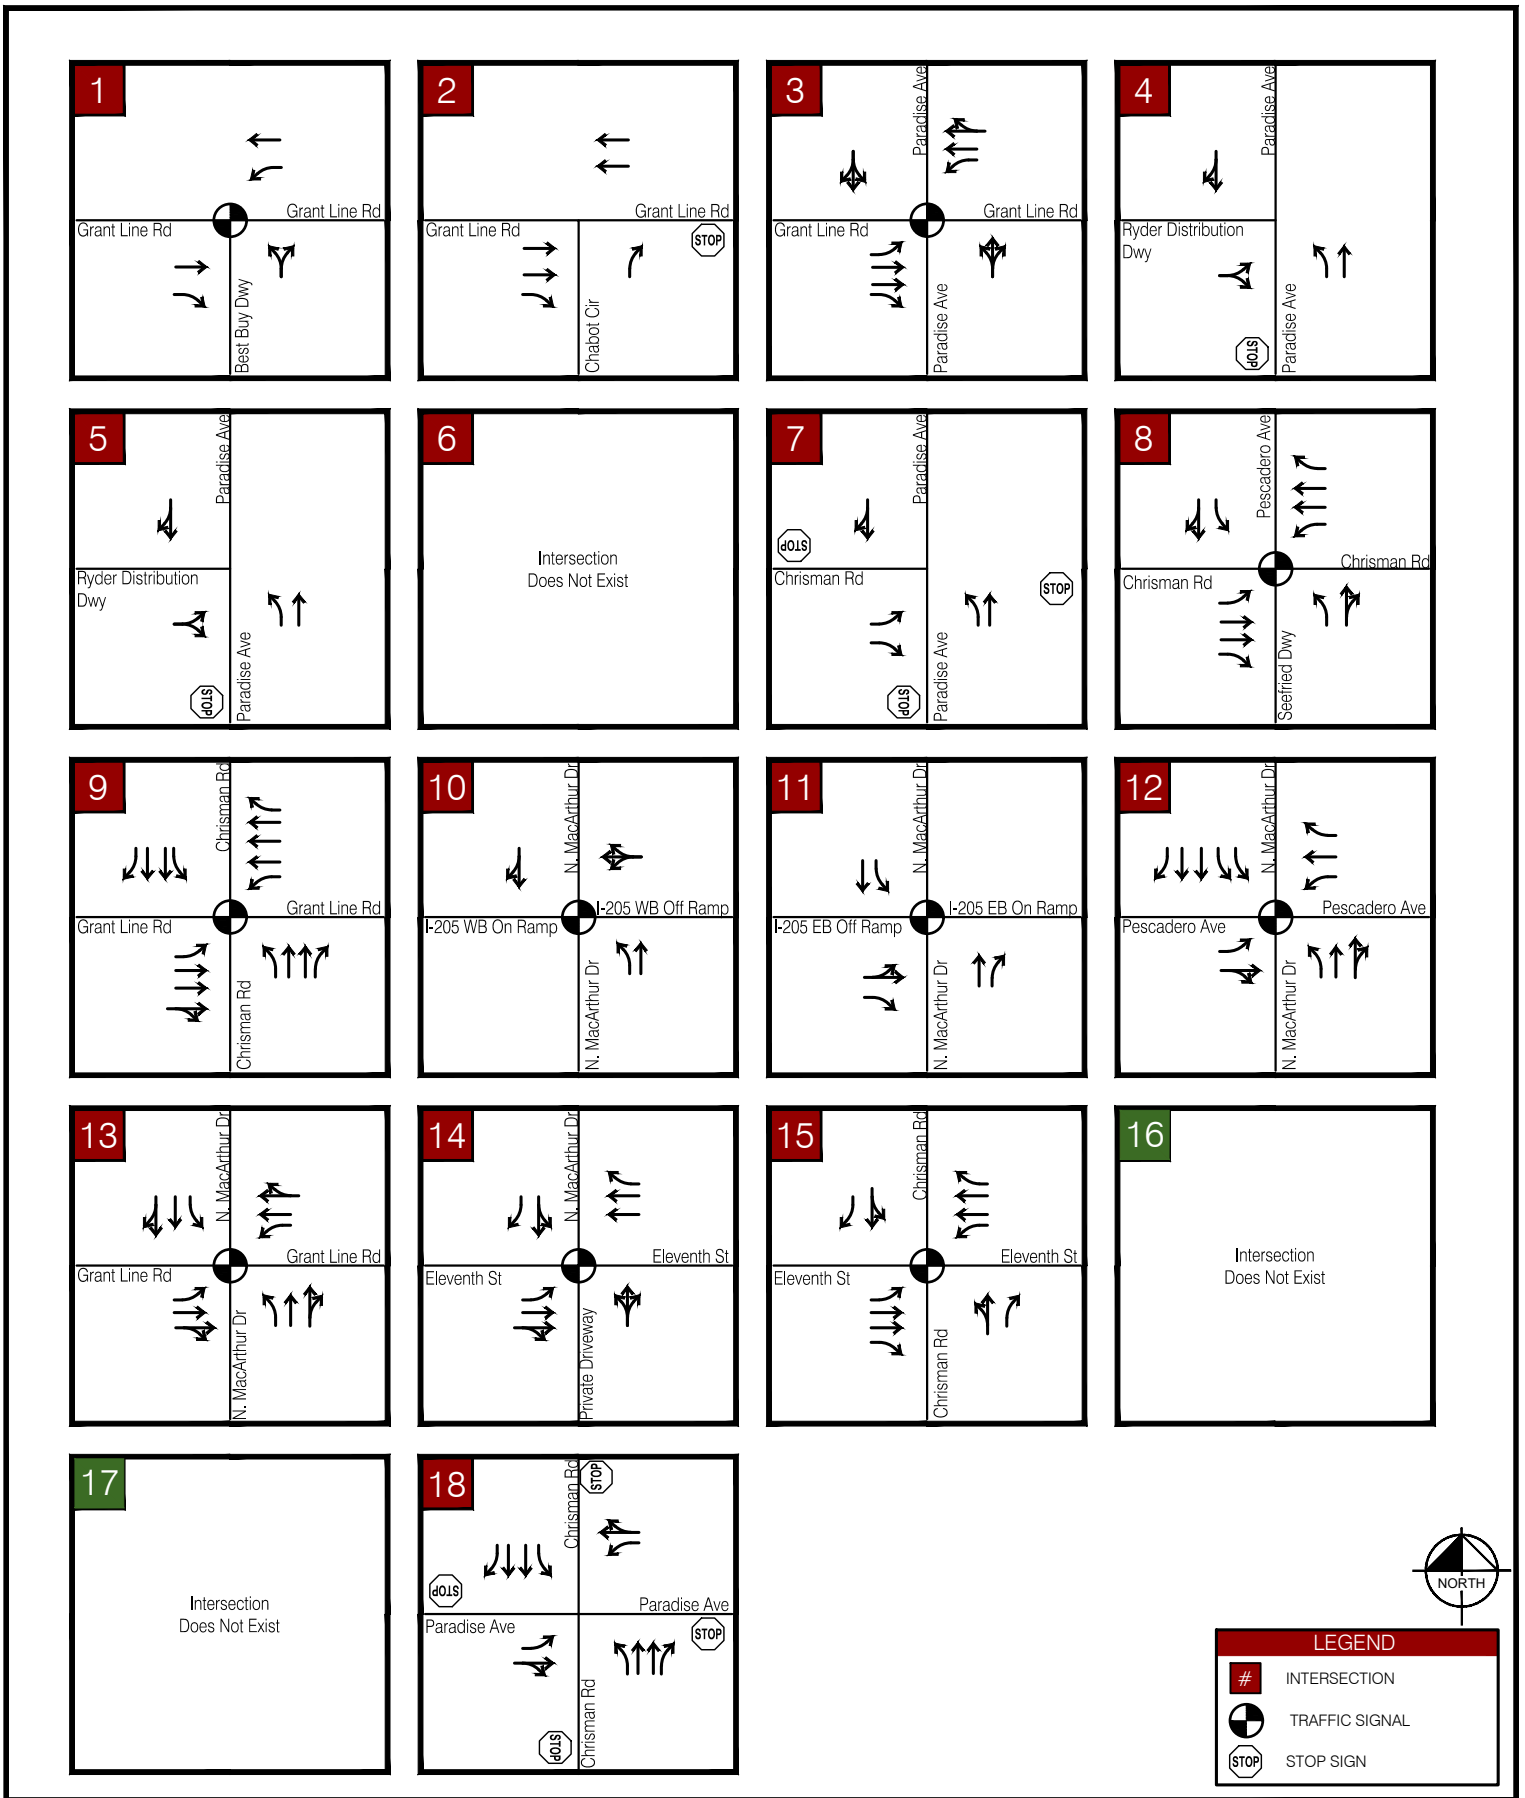 1
Grant Line Rd
Grant Line Rd
Best Buy Dwy
2
Grant Line Rd
Grant Line Rd
STOP
Chabot Cir
3
Paradise Ave
Grant Line Rd
Grant Line Rd
Paradise Ave
4
Paradise Ave
Ryder Distribution
Dwy
STOP
Paradise Ave
5
Paradise Ave
Ryder Distribution
Dwy
STOP
Paradise Ave
6
Intersection
Does Not Exist
7
Paradise Ave
STOP
Chrisman Rd
STOP
STOP
Paradise Ave
8
Pescadero Ave
Chrisman Rd
Chrisman Rd
Seefried Dwy
9
Chrisman Rd
Grant Line Rd
Grant Line Rd
Chrisman Rd
10
N. MacArthur Dr
I-205 WB Off Ramp
I-205 WB On Ramp
N. MacArthur Dr
11
N. MacArthur Dr
I-205 EB On Ramp
I-205 EB Off Ramp
N. MacArthur Dr
12
N. MacArthur Dr
Pescadero Ave
Pescadero Ave
N. MacArthur Dr
13
N. MacArthur Dr
Grant Line Rd
Grant Line Rd
N. MacArthur Dr
14
N. MacArthur Dr
Eleventh St
Eleventh St
Private Driveway
15
Chrisman Rd
Eleventh St
Eleventh St
Chrisman Rd
16
Intersection
Does Not Exist
17
Intersection
Does Not Exist
18
Chrisman Rd
STOP
STOP
Paradise Ave
Paradise Ave
STOP
STOP
Chrisman Rd
NORTH
LEGEND
# INTERSECTION
TRAFFIC SIGNAL
STOP STOP SIGN